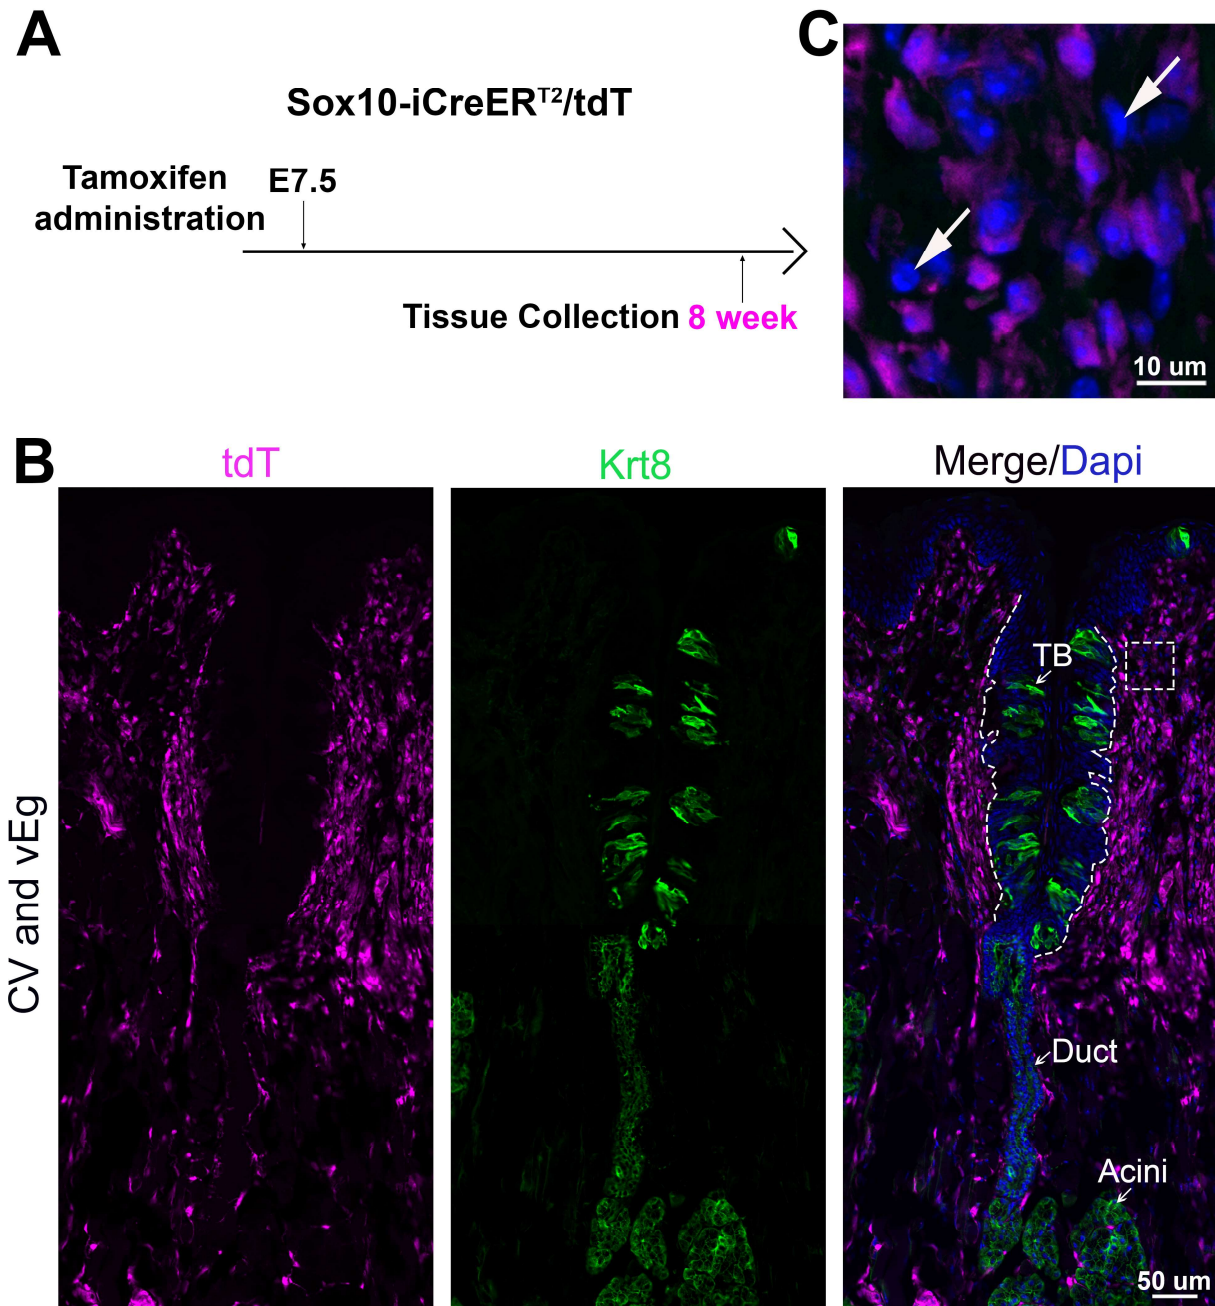 A
Sox10-iCreERᵀ²/tdT
Tamoxifen
administration
E7.5
Tissue Collection 8 week
C
10 um
B
tdT
Krt8
Merge/Dapi
CV and vEg
TB
Duct
Acini
50 um